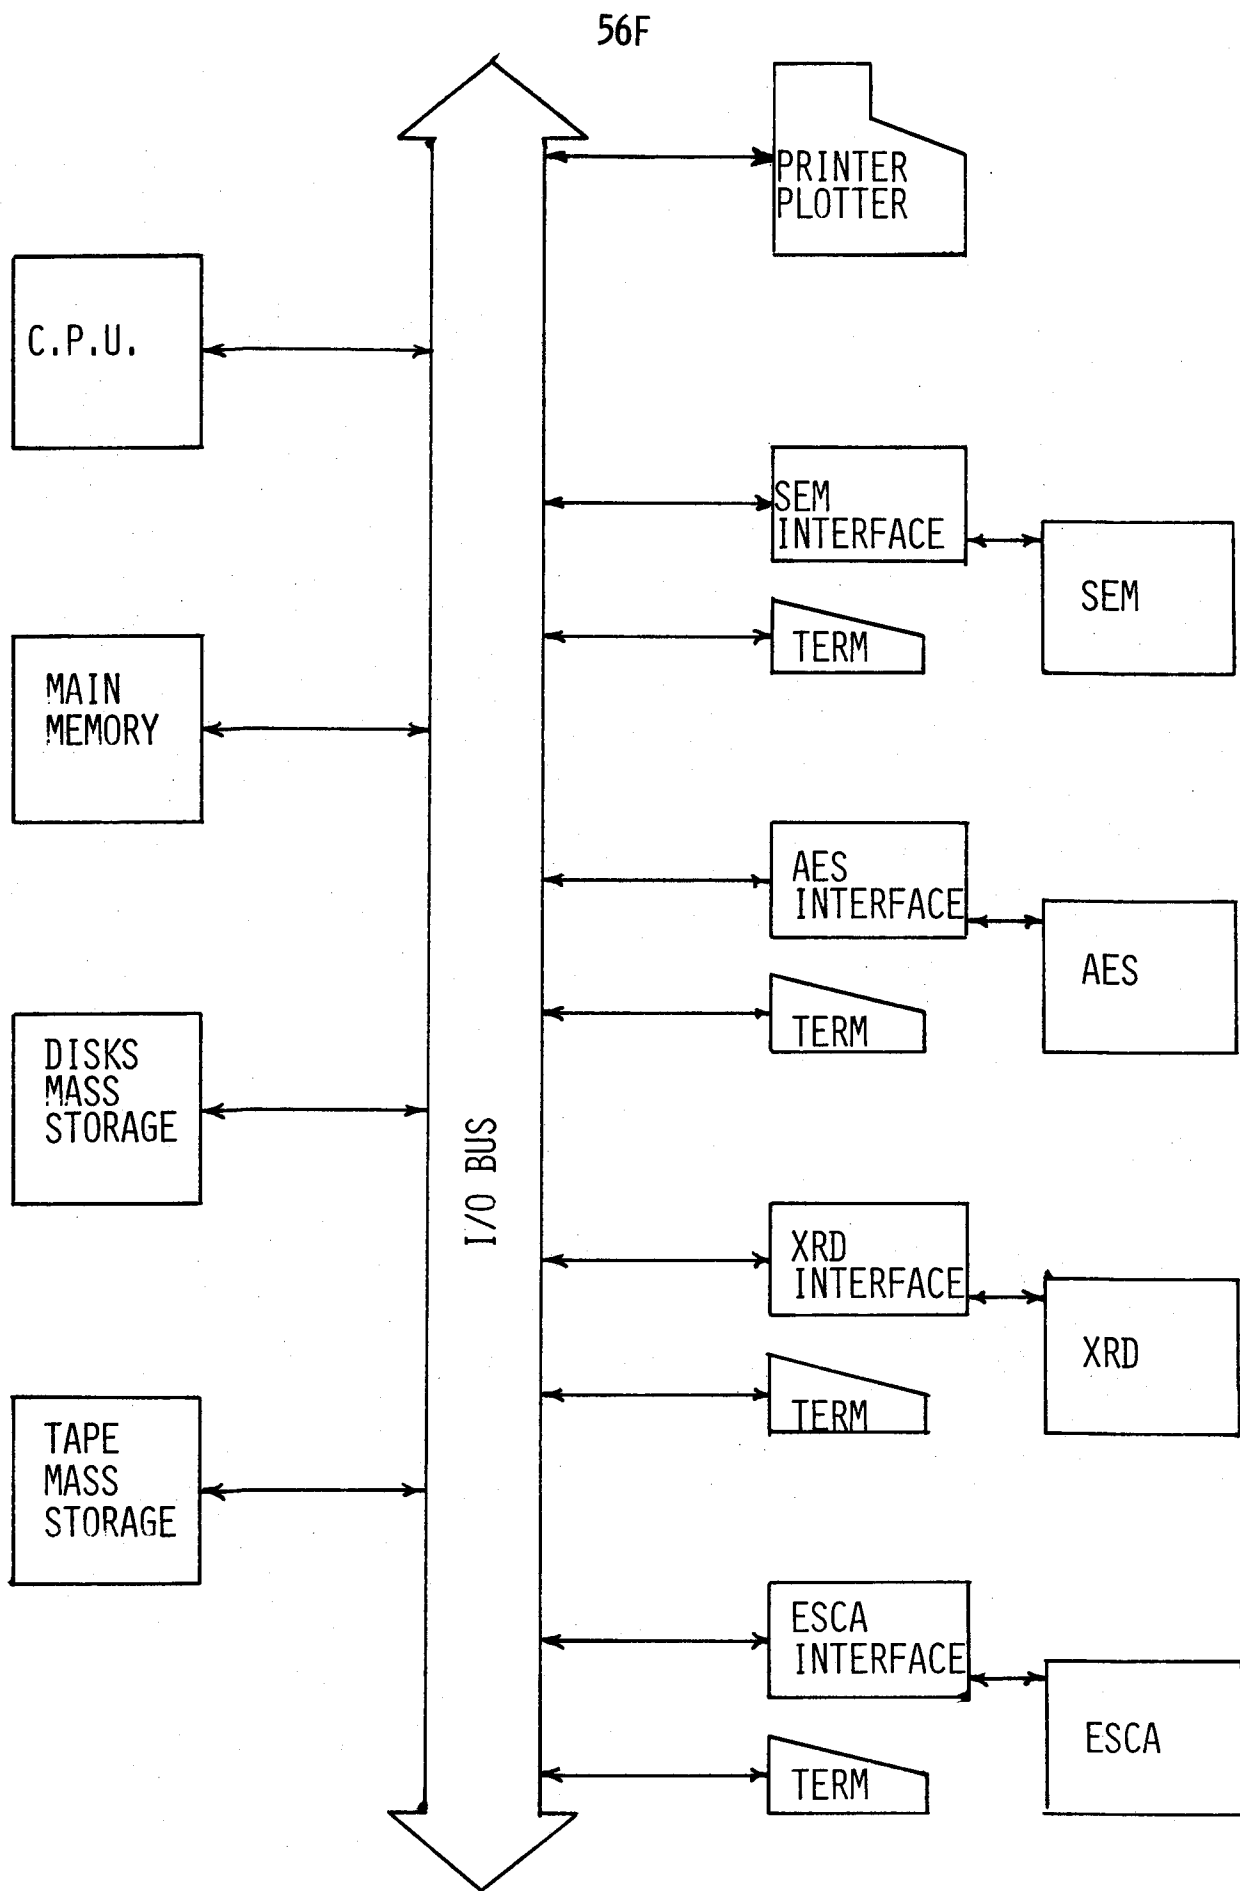 56F
PRINTER
PLOTTER
C.P.U.
SEM
INTERFACE
SEM
TERM
MAIN
MEMORY
AES
INTERFACE
AES
TERM
DISKS
MASS
STORAGE
I/O BUS
XRD
INTERFACE
XRD
TERM
TAPE
MASS
STORAGE
ESCA
INTERFACE
ESCA
TERM